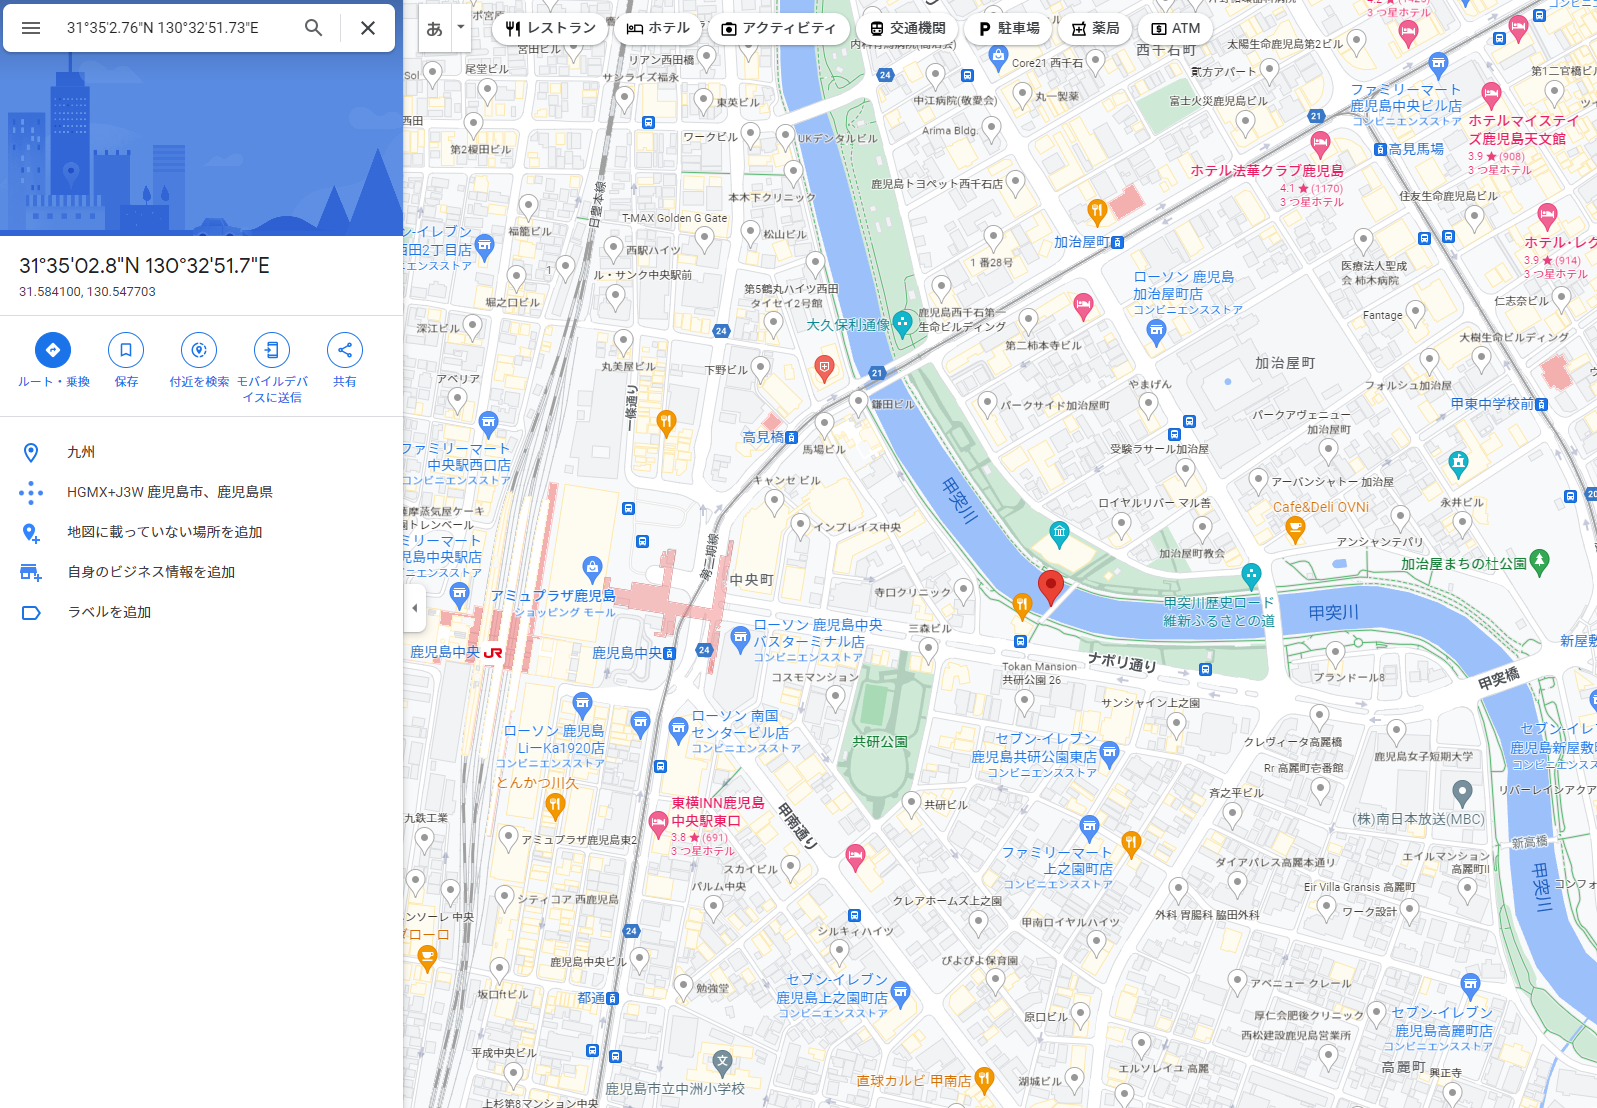 31°35'2.76"N 130°32'51.73"E
31°35'02.8"N 130°32'51.7"E
31.584100, 130.547703
ルート・乗換
保存
付近を検索
モバイルデバ
イスに送信
共有
九州
HGMX+J3W 鹿児島市、鹿児島県
地図に載っていない場所を追加
自身のビジネス情報を追加
ラベルを追加
あ
レストラン
ホテル
アクティビティ
交通機関
駐車場
薬局
ATM
宮田ビル
リアン西田橋
尾堂ビル
サンライズ福永
東英ビル
ワークビル
UKデンタルビル
第2榎田ビル
西田
Sol
内科
西千石町
太陽生命鹿児島第2ビル
Core21 西千石
中江病院(敬愛会)
丸一製薬
貮方アパート
富士火災鹿児島ビル
Arima Bldg.
ファミリーマート
鹿児島中央ビル店
コンビニエンスストア
第1二官橋ビ
3つ星ホテル
ホテルマイステイ
ズ鹿児島天文館
3.9 ★ (908)
3つ星ホテル
高見馬場
21
24
ホテル法華クラブ鹿児島
4.1 ★ (1170)
3つ星ホテル
鹿児島トヨペット西千石店
住友生命鹿児島ビル
本木下クリニック
日豊本線
T-MAX Golden G Gate
福籠ビル
松山ビル
西駅ハイツ
ル・サンク中央駅前
ン-イレブン
西田2丁目店
エンスストア
加治屋町
1番28号
ホテル・レク
3.9 ★ (914)
3つ星ホテル
医療法人聖成
会 柿木病院
仁志奈ビル
ローソン 鹿児島
加治屋町店
コンビニエンスストア
第5鶴丸ハイツ西田
タイセイ2号館
堀之口ビル
深江ビル
大久保利通像
鹿児島西千石第一
生命ビルディング
第二柿本寺ビル
Fantage
大樹生命ビルディング
加治屋町
24
丸美屋ビル
下野ビル
21
アベリア
一條通り
鎌田ビル
パークサイド加治屋町
やまげん
フォルシュ加治屋
甲東中学校前
パークアヴェニュー
加治屋町
受験ラサール加治屋
高見橋
馬場ビル
ファミリーマート
中央駅西口店
コンビニエンスストア
キャンセ ビル
甲突川
アーバンシャトー 加治屋
ロイヤルリバー マル善
永井ビル
Cafe&Deli OVNi
アンシャンテパリ
薩摩蒸気屋ケーキ
ミリーマート
児島中央駅店
ンビニエンスストア
インプレイス中央
第二期線
中央町
加治屋町教会
加治屋まちの杜公園
アミュプラザ鹿児島
ショッピング モール
寺口クリニック
甲突川歴史ロード
維新ふるさとの道
甲突川
三森ビル
ローソン 鹿児島中央
バスターミナル店
コンビニエンスストア
鹿児島中央
JR
鹿児島中央
24
ナポリ通り
Tokan Mansion
共研公園 26
コスモマンション
サンシャイン上之園
ブランドール8
甲突橋
新屋敷
ローソン 鹿児島
LiーKa1920店
コンビニエンスストア
ローソン 南国
センタービル店
コンビニエンスストア
共研公園
セブン-イレブン
鹿児島共研公園東店
コンビニエンスストア
クレヴィータ高麗橋
鹿児島女子短期大学
Rr 高麗町壱番館
セブン-イレ
鹿児島新屋敷
コンビニエンスス
リバーレインアクア
とんかつ川久
東横INN鹿児島
中央駅東口
3.8 ★ (691)
3つ星ホテル
甲南通り
共研ビル
斉之平ビル
(株)南日本放送(MBC)
九鉄工業
アミュプラザ鹿児島東2
ファミリーマート
上之園町店
コンビニエンスストア
新高橋
ダイアパレス高麗本通り
エイルマンション
高麗町II
スカイビル
パルム中央
シティコア 西鹿児島
クレアホームズ上之園
Eir Villa Gransis 高麗町
甲突川
コンフォ
ワーク設計
外科 胃腸科 脇田外科
甲南ロイヤルハイツ
24
シルキィハイツ
ぴよぴよ保育園
鹿児島中央ビル
勉強堂
坂口ftビル
都通
セブン-イレブン
鹿児島上之園町店
コンビニエンスストア
原口ビル
アベニュー クレール
厚仁会肥後クリニック
西松建設鹿児島営業所
セブン-イレブン
鹿児島高麗町店
コンビニエンスストア
高麗町
興正寺
平成中央ビル
鹿児島市立中洲小学校
直球カルビ 甲南店
湖城ビル
エルソレイユ 高麗
上杉第8マンション中央